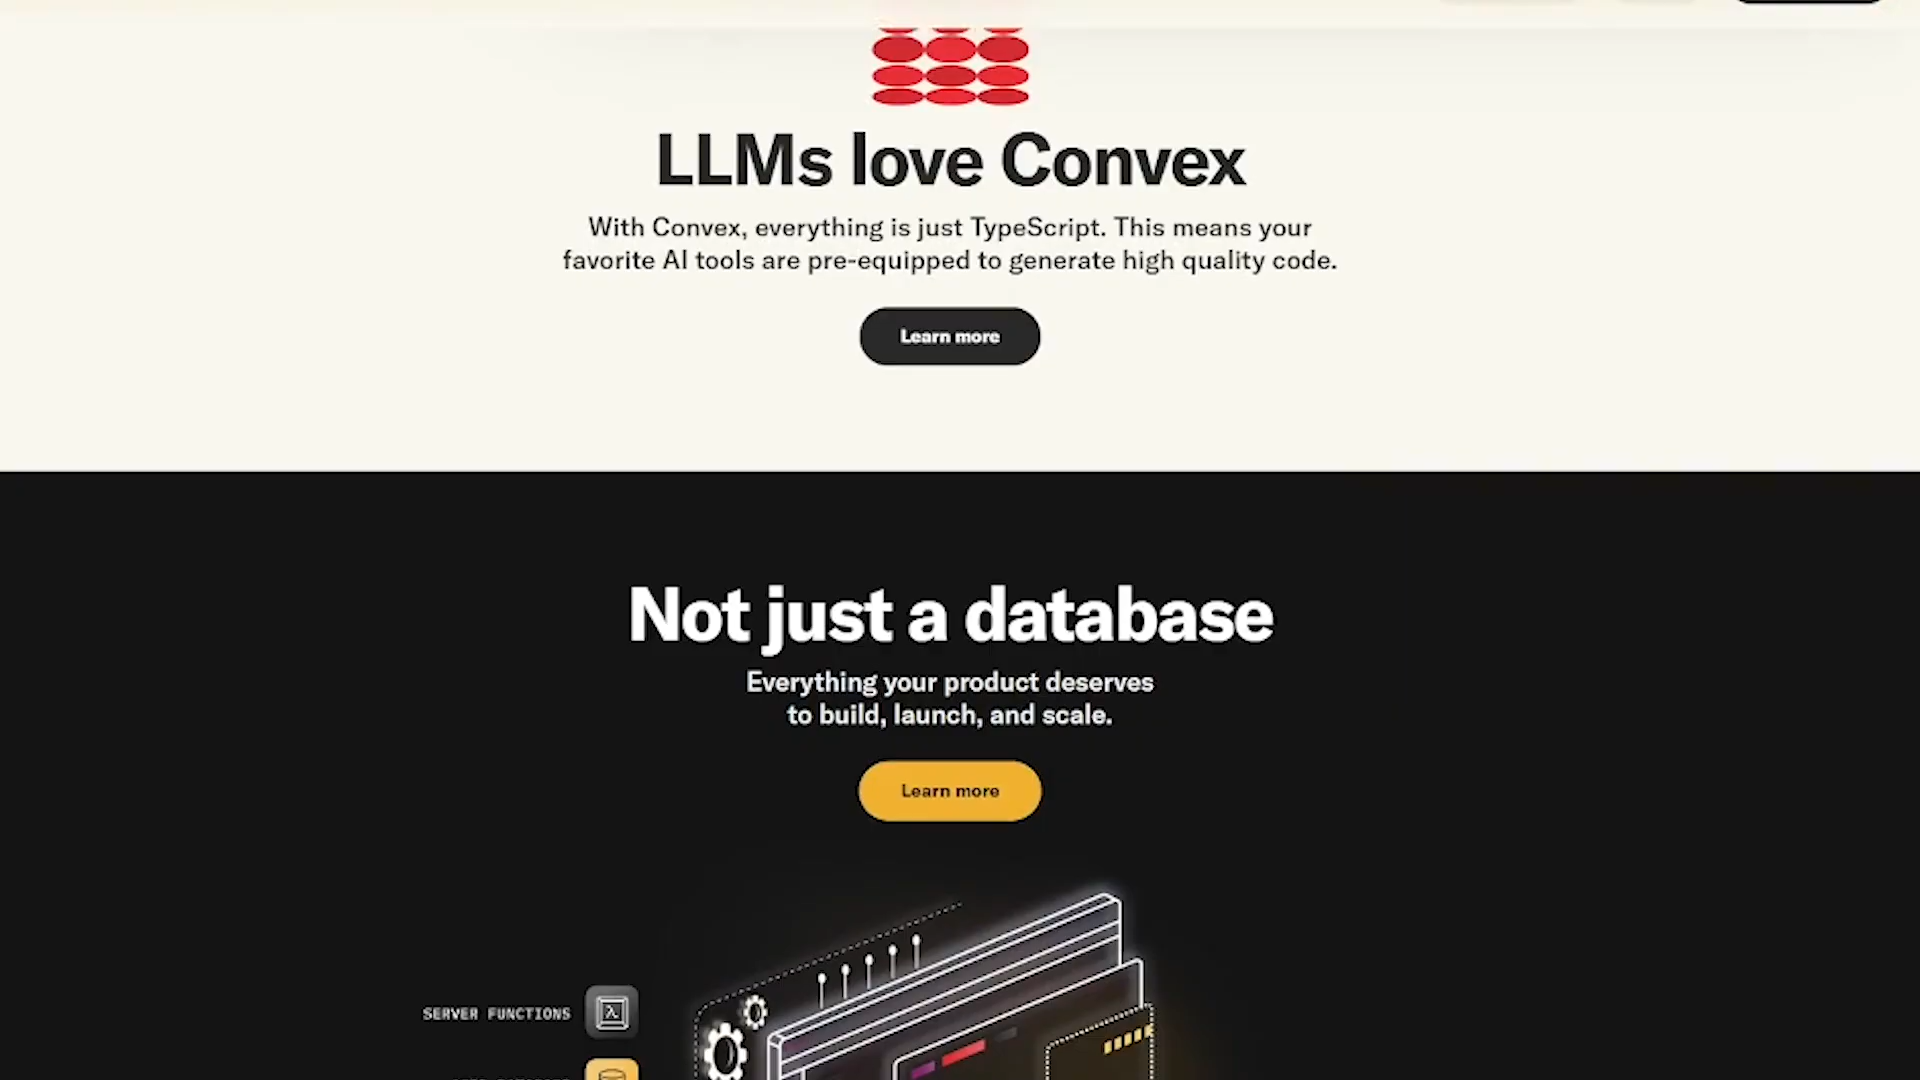 LLMs love Convex
With Convex, everything is just TypeScript. This means your
favorite AI tools are pre-equipped to generate high quality code.
Learn more
Not just a database
Everything your product deserves
to build, launch, and scale.
Learn more
SERVER FUNCTIONS
λ